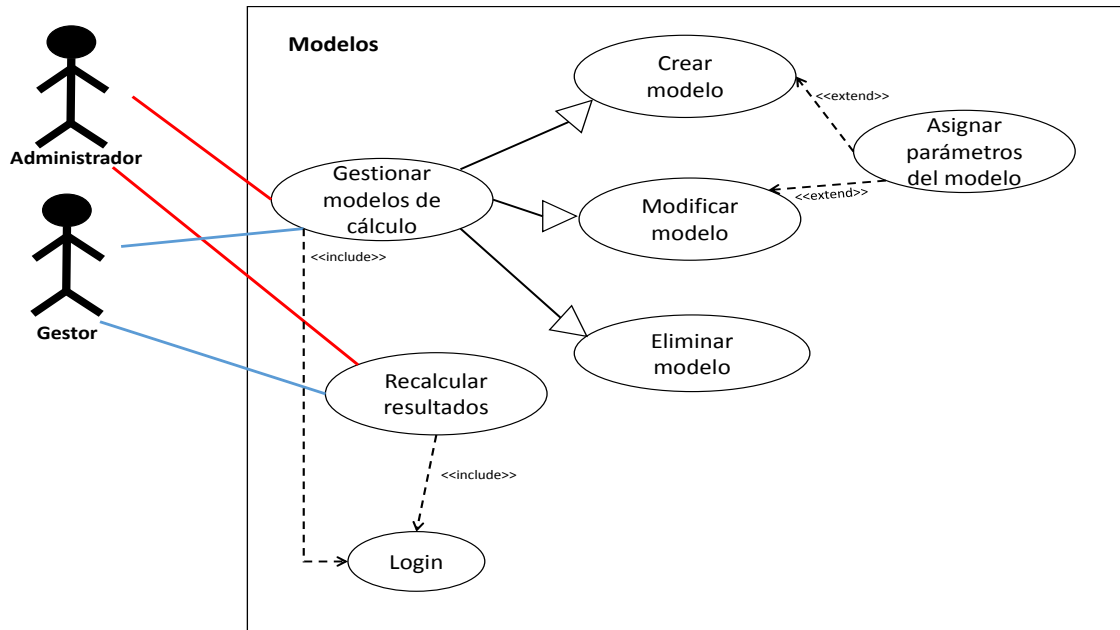 Modelos
Crear
modelo
<<extend>>
Asignar
parámetros
del modelo
Administrador
Gestionar
modelos de
cálculo
<<extend>>
Modificar
modelo
<<include>>
Gestor
Eliminar
modelo
Recalcular
resultados
<<include>>
Login